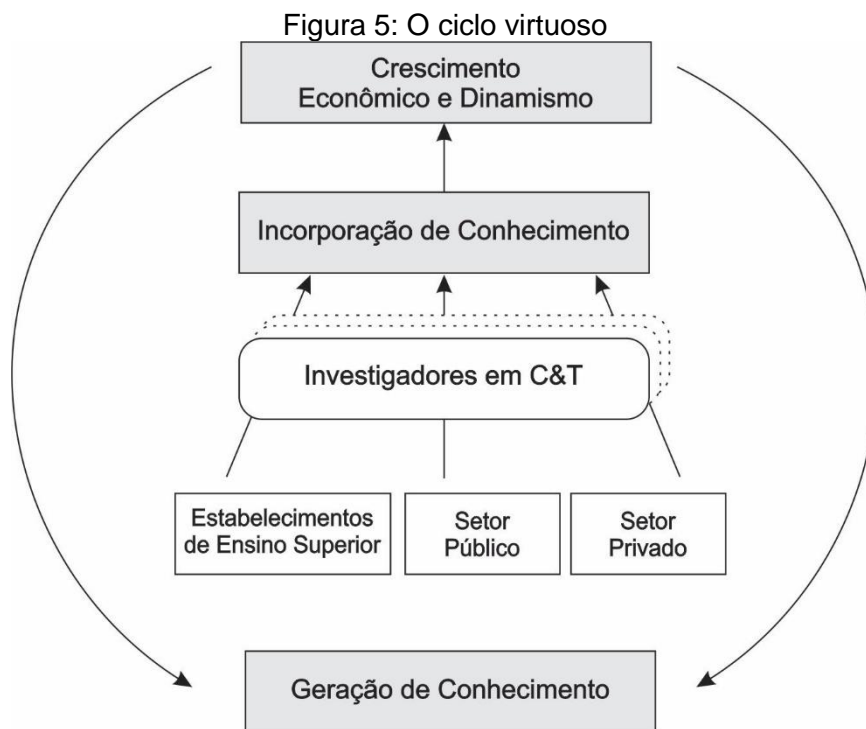 Figura 5: O ciclo virtuoso
Crescimento
Econômico e Dinamismo
Incorporação de Conhecimento
Investigadores em C&T
Estabelecimentos
de Ensino Superior
Setor
Público
Setor
Privado
Geração de Conhecimento